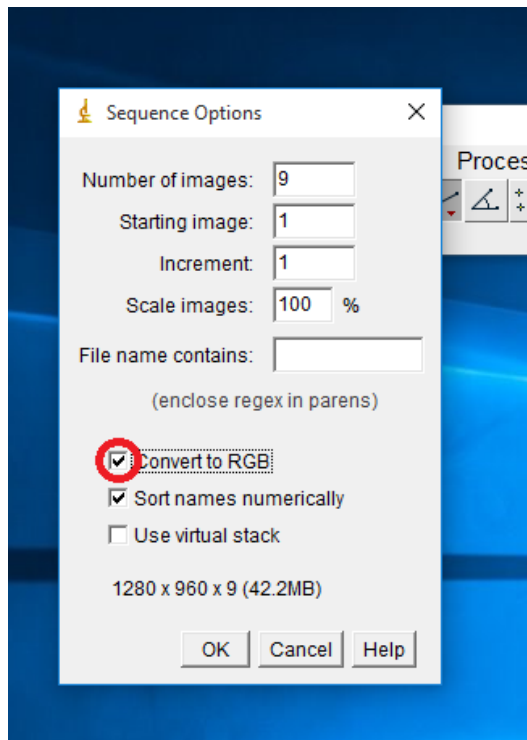 Sequence Options
Proces
Number of images: 9
Starting image: 1
Increment: 1
Scale images: 100 %
File name contains:
(enclose regex in parens)
Convert to RGB
Sort names numerically
Use virtual stack
1280 x 960 x 9 (42.2MB)
OK Cancel Help